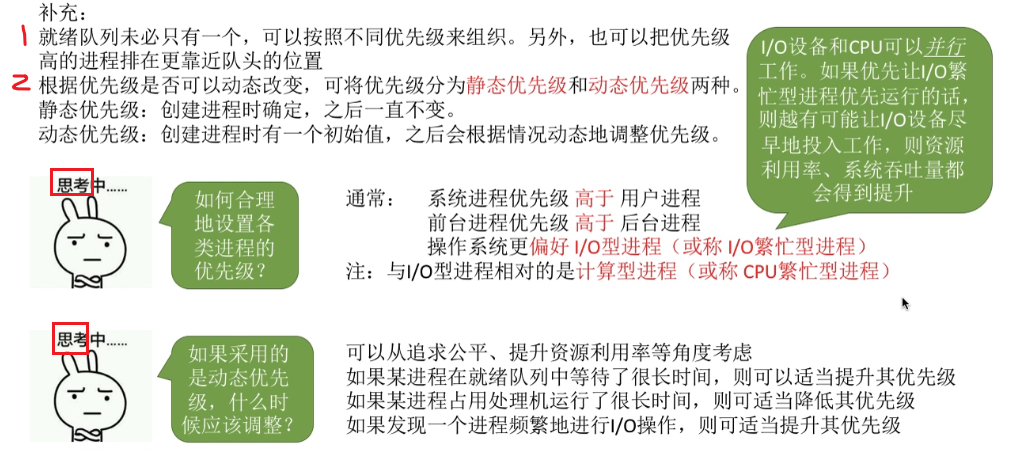 补充：
1 就绪队列未必只有一个，可以按照不同优先级来组织。另外，也可以把优先级
高的进程排在更靠近队头的位置
2 根据优先级是否可以动态改变，可将优先级分为静态优先级和动态优先级两种。
静态优先级：创建进程时确定，之后一直不变。
动态优先级：创建进程时有一个初始值，之后会根据情况动态地调整优先级。
I/O设备和CPU可以并行
工作。如果优先让I/O繁
忙型进程优先运行的话，
则越有可能让I/O设备尽
早地投入工作，则资源
利用率、系统吞吐量都
会得到提升
思考中……
如何合理
地设置各
类进程的
优先级？
通常： 系统进程优先级 高于 用户进程
前台进程优先级 高于 后台进程
操作系统更偏好 I/O型进程（或称 I/O繁忙型进程）
注：与I/O型进程相对的是计算型进程（或称 CPU繁忙型进程）
思考中……
如果采用的
是动态优先
级，什么时
候应该调整？
可以从追求公平、提升资源利用率等角度考虑
如果某进程在就绪队列中等待了很长时间，则可以适当提升其优先级
如果某进程占用处理机运行了很长时间，则可适当降低其优先级
如果发现一个进程频繁地进行I/O操作，则可适当提升其优先级